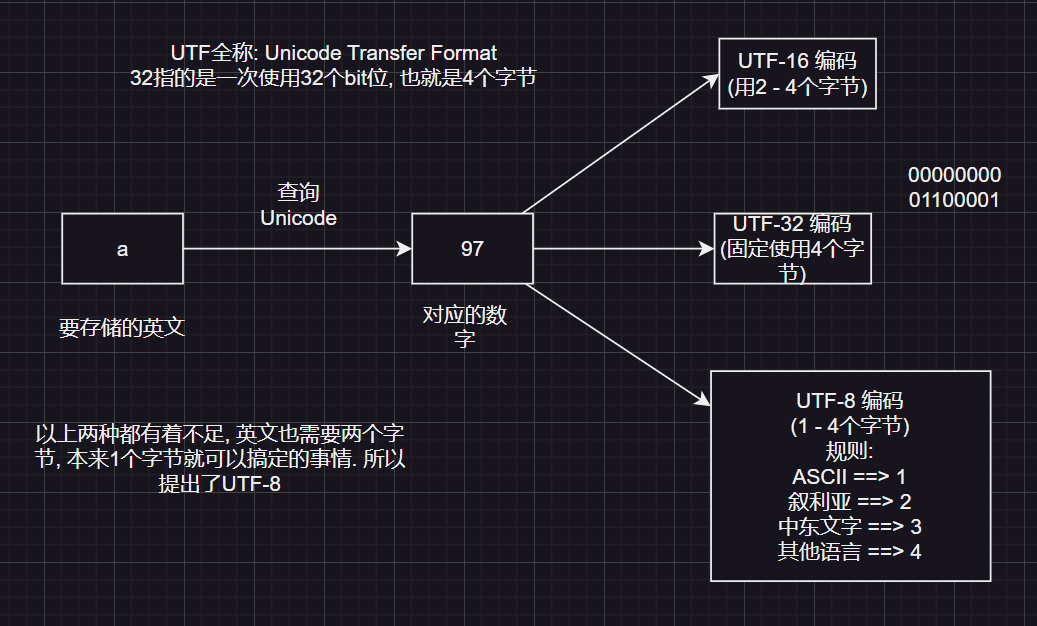 UTF全称: Unicode Transfer Format
32指的是一次使用32个bit位, 也就是4个字节
UTF-16 编码
(用2 - 4个字节)
00000000
01100001
查询
Unicode
a
97
UTF-32 编码
(固定使用4个字
节)
要存储的英文
对应的数
字
以上两种都有着不足, 英文也需要两个字
节, 本来1个字节就可以搞定的事情. 所以
提出了UTF-8
UTF-8 编码
(1 - 4个字节)
规则:
ASCII ==> 1
叙利亚 ==> 2
中东文字 ==> 3
其他语言 ==> 4